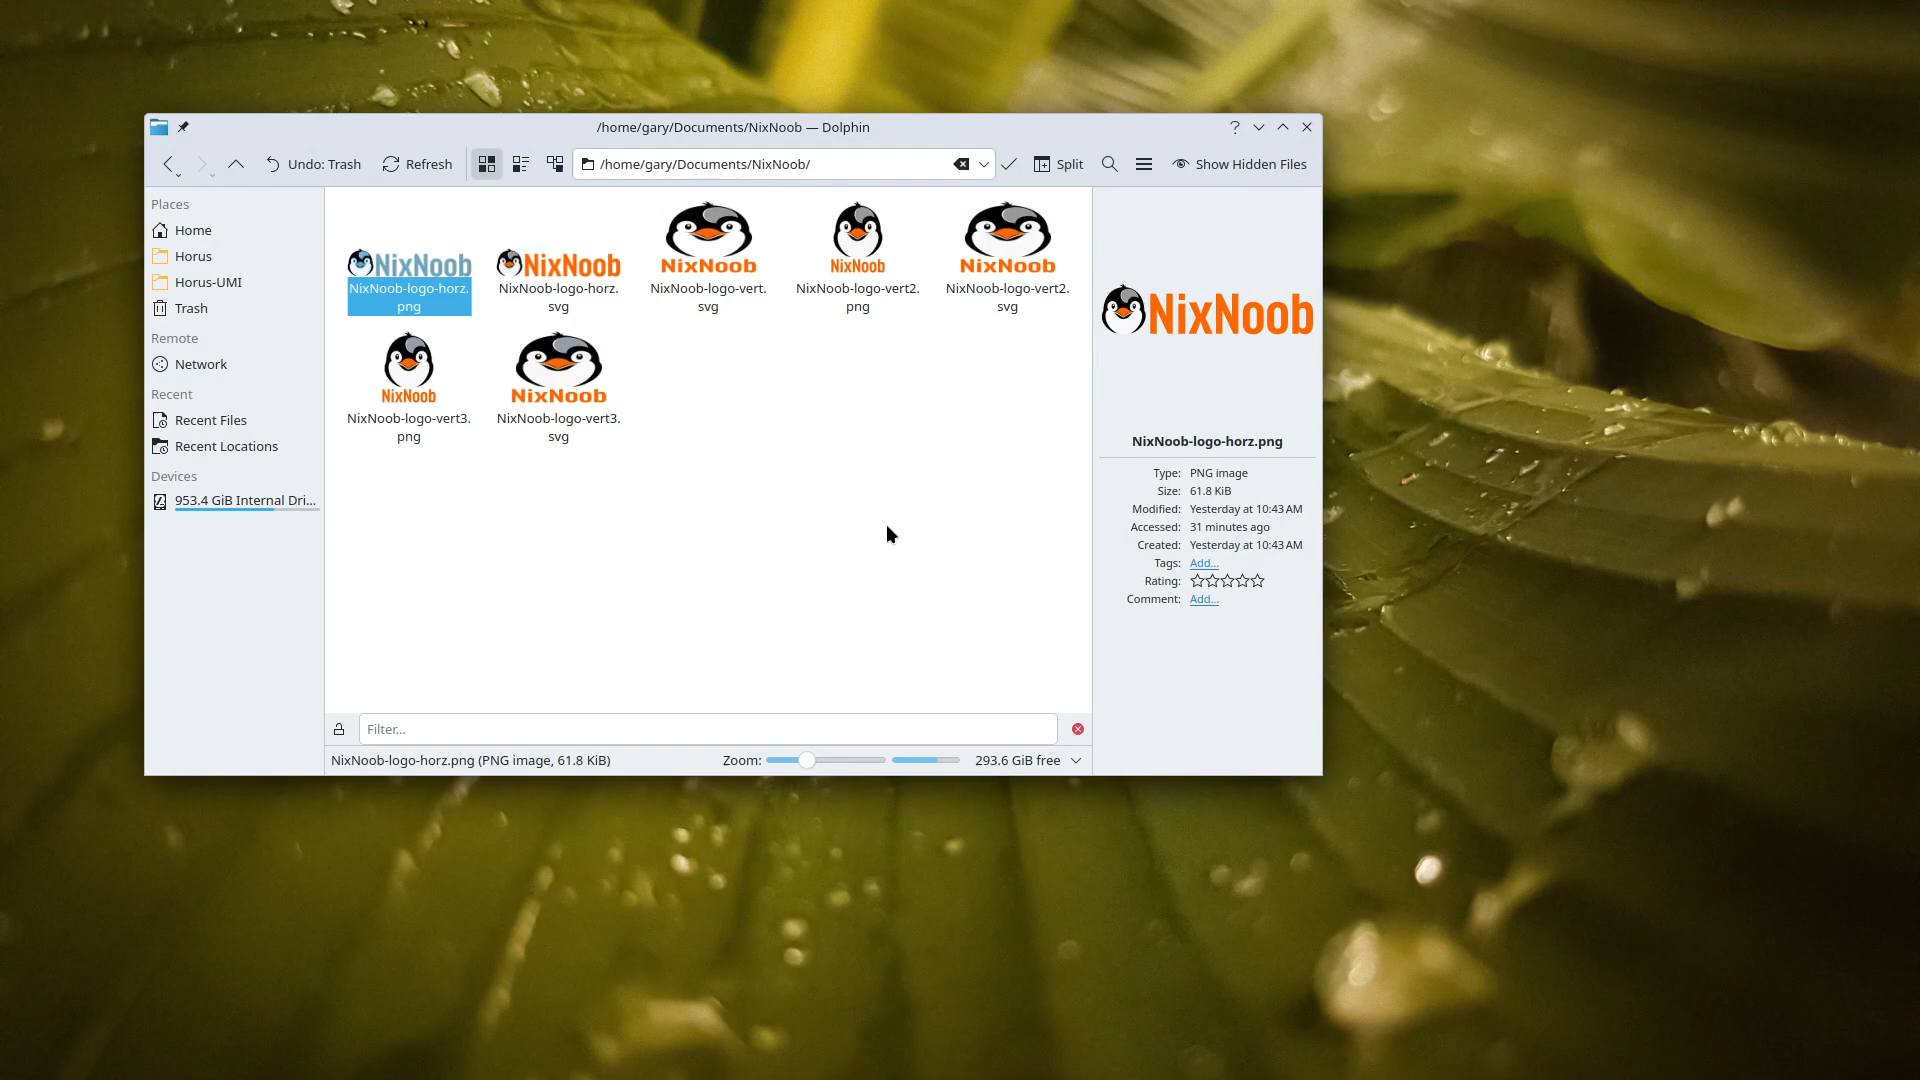 /home/gary/Documents/NixNoob — Dolphin
Undo: Trash
Refresh
/home/gary/Documents/NixNoob/
Split
Show Hidden Files
Places
Home
Horus
Horus-UMI
Trash
Remote
Network
Recent
Recent Files
Recent Locations
Devices
953.4 GiB Internal Dri...
NixNoob
NixNoob-logo-horz.
png
NixNoob
NixNoob-logo-horz.
svg
NixNoob
NixNoob-logo-vert.
svg
NixNoob
NixNoob-logo-vert2.
png
NixNoob
NixNoob-logo-vert2.
svg
NixNoob
NixNoob-logo-vert3.
png
NixNoob
NixNoob-logo-vert3.
svg
Filter...
NixNoob-logo-horz.png (PNG image, 61.8 KiB)
Zoom:
293.6 GiB free
NixNoob
NixNoob-logo-horz.png
Type: PNG image
Size: 61.8 KiB
Modified: Yesterday at 10:43 AM
Accessed: 31 minutes ago
Created: Yesterday at 10:43 AM
Tags: Add...
Rating:
Comment: Add...